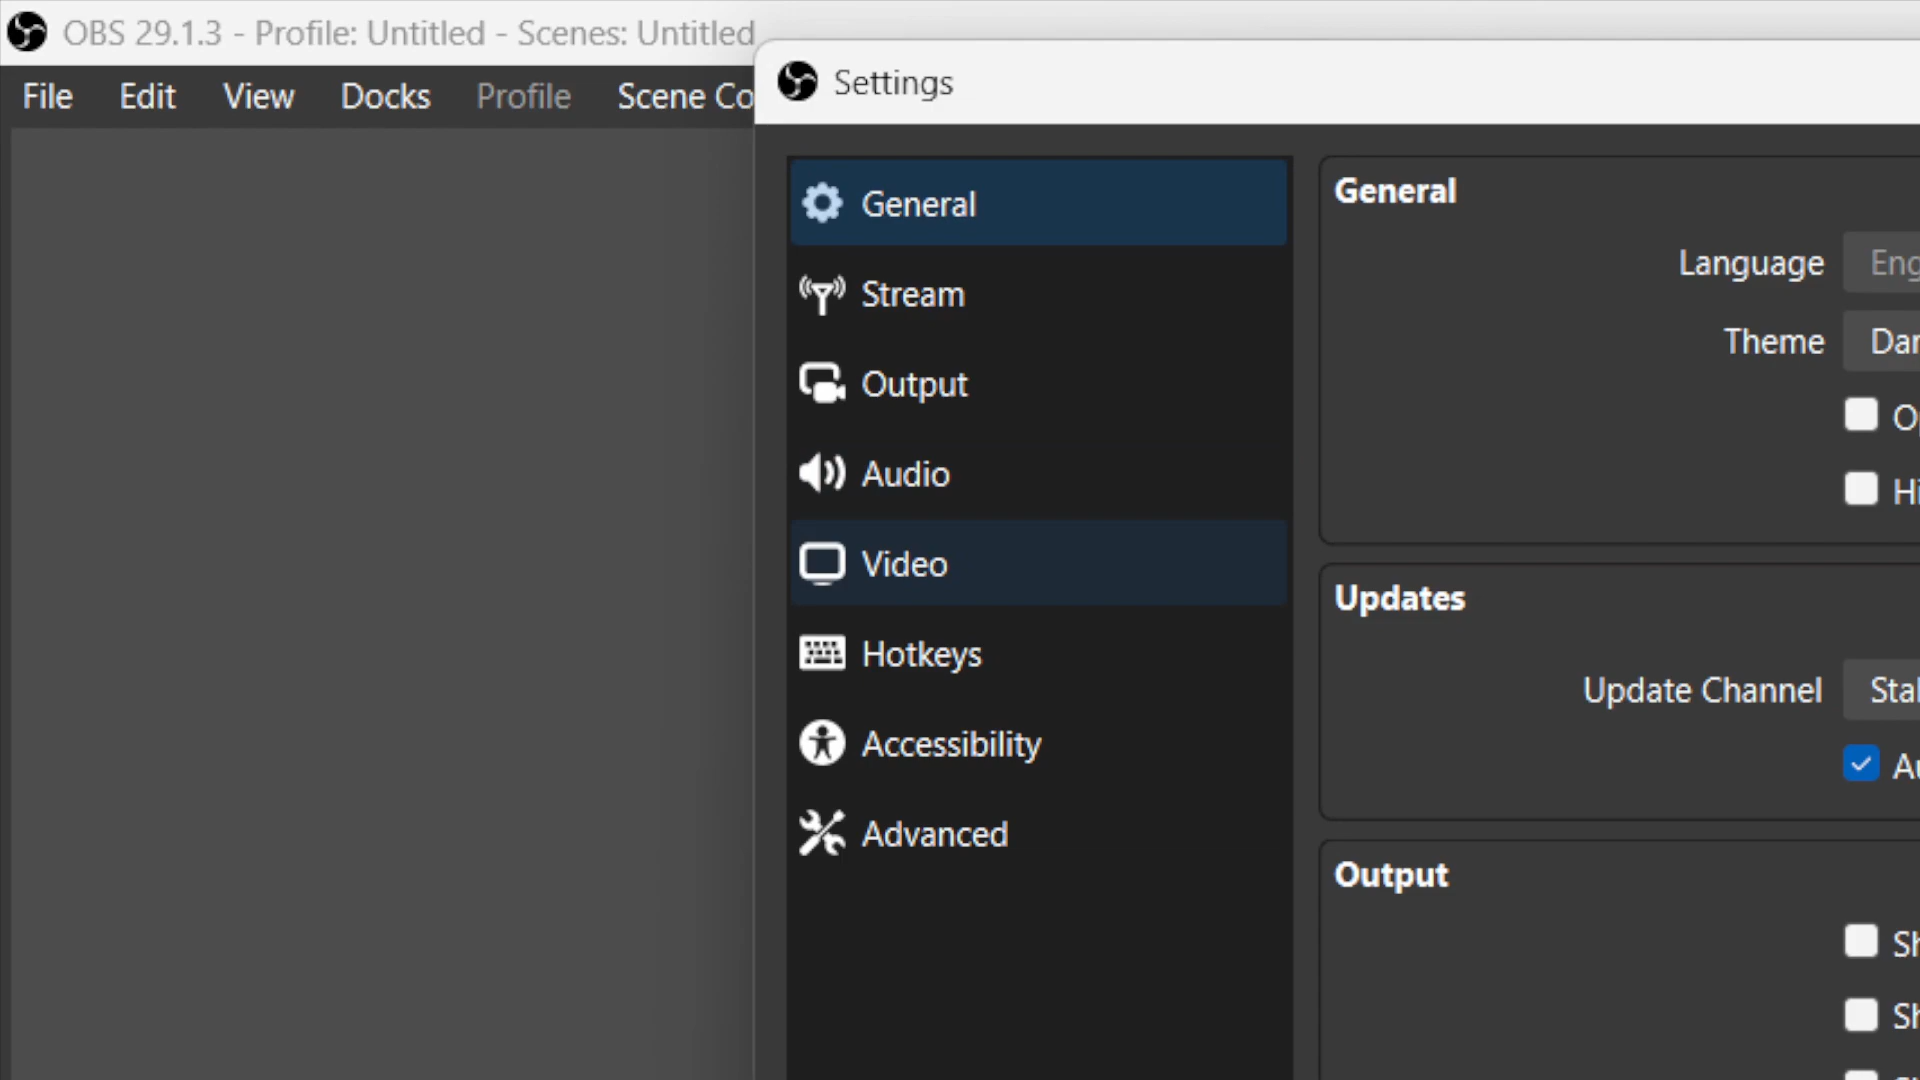 OBS 29.1.3 - Profile: Untitled - Scenes: Untitled
File Edit View Docks Profile Scene
Settings
General
Stream
Output
Audio
Video
Hotkeys
Accessibility
Advanced
General
Language
Theme
Updates
Update Channel
Output